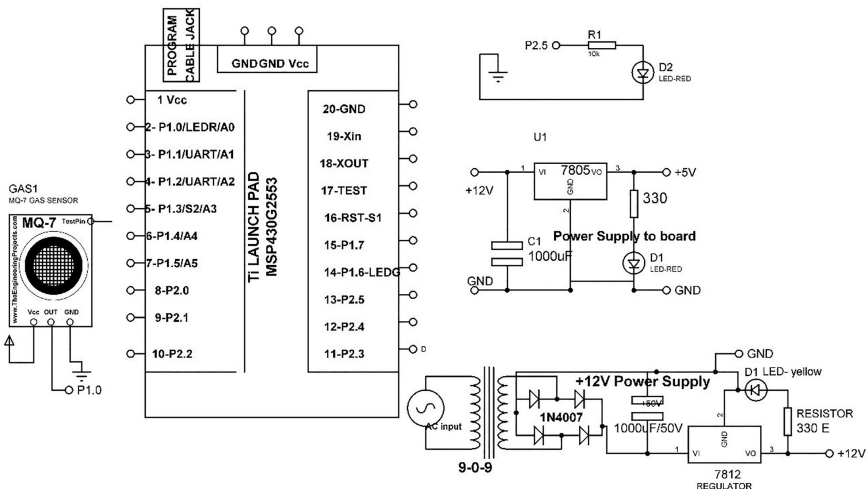 PROGRAM
CABLE JACK
GND GND Vcc
1 Vcc
2- P1.0/LEDR/A0
3- P1.1/UART/A1
4- P1.2/UART/A2
5- P1.3/S2/A3
6-P1.4/A4
7-P1.5/A5
8-P2.0
9-P2.1
10-P2.2
Ti LAUNCH PAD
MSP430G2553
20-GND
19-Xin
18-XOUT
17-TEST
16-RST-S1
15-P1.7
14-P1.6-LEDG
13-P2.5
12-P2.4
11-P2.3
D
GAS1
MQ-7 GAS SENSOR
MQ-7
TestPin
www.TheEngineeringProjects.com
Vcc OUT GND
P1.0
P2.5
R1
10k
D2
LED-RED
U1
7805
1
VI
VO
3
GND
2
+12V
+5V
330
C1
1000uF
Power Supply to board
D1
LED-RED
GND
GND
AC input
9-0-9
1N4007
+12V Power Supply
+50V
1000uF/50V
GND
D1
LED- yellow
RESISTOR
330 E
2
GND
1
VI
VO
3
+12V
7812
REGULATOR